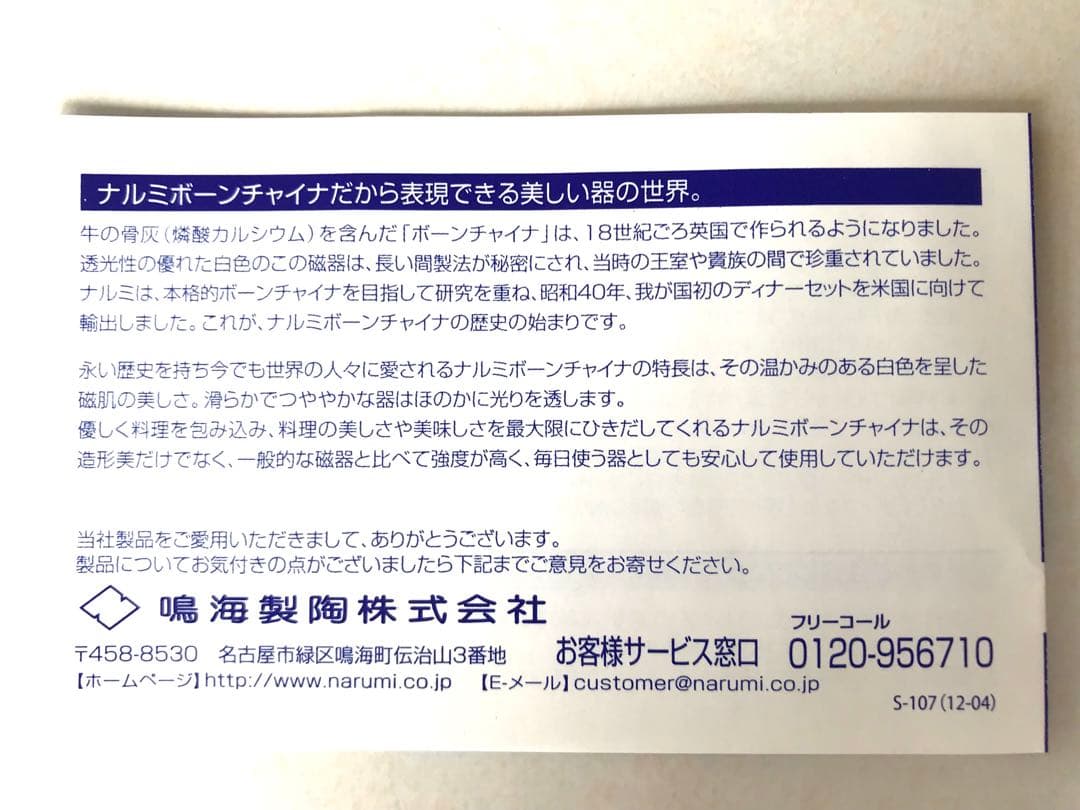 ナルミボーンチャイナだから表現できる美しい器の世界。
牛の骨灰(燐酸カルシウム)を含んだ「ボーンチャイナ」は、18世紀ごろ英国で作られるようになりました。
透光性の優れた白色のこの磁器は、長い間製法が秘密にされ、当時の王室や貴族の間で珍重されていました。
ナルミは、本格的ボーンチャイナを目指して研究を重ね、昭和40年、我が国初のディナーセットを米国に向けて
輸出しました。これが、ナルミボーンチャイナの歴史の始まりです。
永い歴史を持ち今でも世界の人々に愛されるナルミボーンチャイナの特長は、その温かみのある白色を呈した
磁肌の美しさ。滑らかでつややかな器はほのかに光りを透します。
優しく料理を包み込み、料理の美しさや美味しさを最大限にひきだしてくれるナルミボーンチャイナは、その
造形美だけでなく、一般的な磁器と比べて強度が高く、毎日使う器としても安心して使用していただけます。
当社製品をご愛用いただきまして、ありがとうございます。
製品についてお気付きの点がございましたら下記までご意見をお寄せください。
鳴海製陶株式会社
フリーコール
〒458-8530 名古屋市緑区鳴海町伝治山3番地 お客様サービス窓口 0120-956710
【ホームページ】http://www.narumi.co.jp 【E-メール】customer@narumi.co.jp
S-107(12-04)